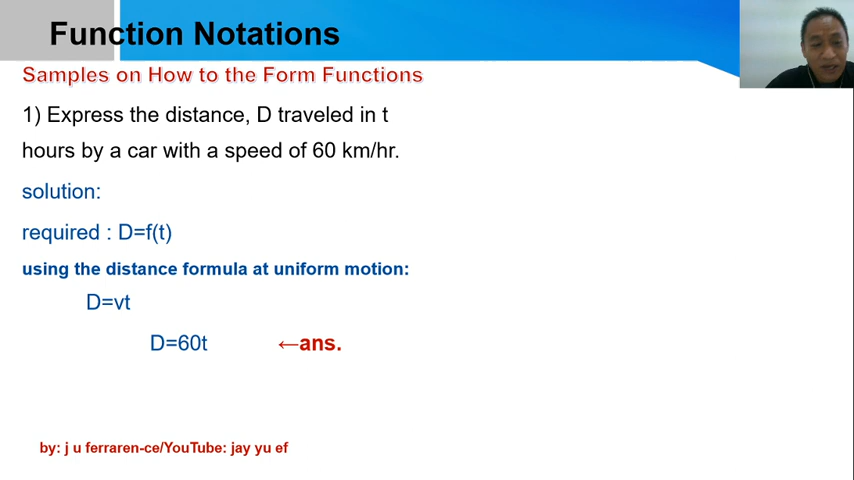 Function Notations
Samples on How to the Form Functions
1) Express the distance, D traveled in t
hours by a car with a speed of 60 km/hr.
solution:
required : D=f(t)
using the distance formula at uniform motion:
D=vt
D=60t ←ans.
by: j u ferraren-ce/YouTube: jay yu ef